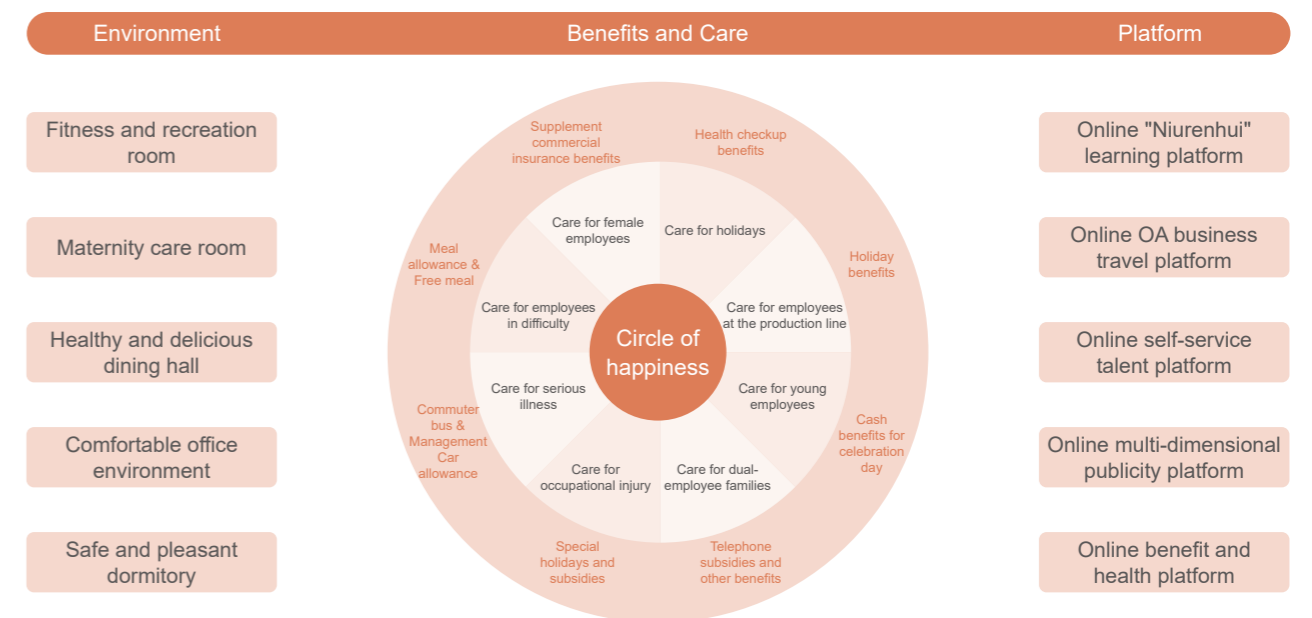 Environment
Benefits and Care
Platform
Fitness and recreation
room
Maternity care room
Healthy and delicious
dining hall
Comfortable office
environment
Safe and pleasant
dormitory
Supplement
commercial
insurance benefits
Health checkup
benefits
Holiday
benefits
Cash
benefits for
celebration
day
Telephone
subsidies and
other benefits
Special
holidays and
subsidies
Commuter
bus &
Management
Car
allowance
Meal
allowance &
Free meal
Care for female
employees
Care for holidays
Care for employees
at the production line
Care for young
employees
Care for dual-
employee families
Care for
occupational injury
Care for serious
illness
Care for employees
in difficulty
Circle of
happiness
Online "Niurenhui"
learning platform
Online OA business
travel platform
Online self-service
talent platform
Online multi-dimensional
publicity platform
Online benefit and
health platform